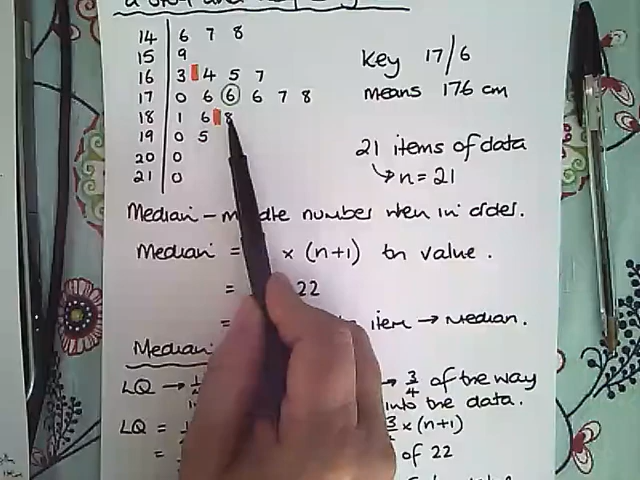 14 | 6 7 8
15 | 9
16 | 3 4 5 7
17 | 0 6 6 6 7 8
18 | 1 6 8
19 | 0 5
20 | 0
21 | 0
Key 17/6
means 176 cm
21 items of data
→ n = 21
Median - middle number when in order.
Median = × (n+1) th value.
= 22
= item → Median.
Median
LQ → → 3/4 of the way
into the data.
LQ = 3 × (n+1)
= of 22